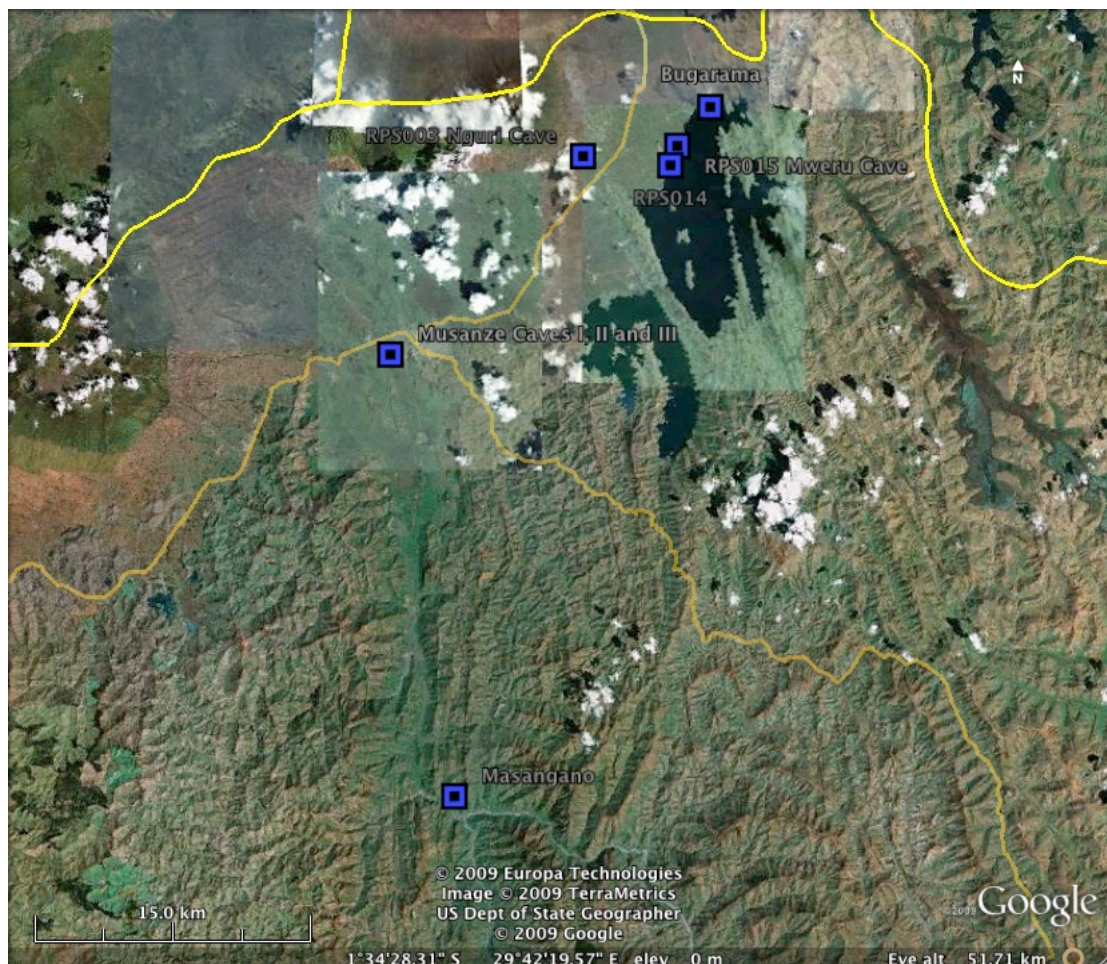 N
Bugarama
RPS003 Nguri Cave
RPS015 Mweru Cave
RPS014
Musanze Caves I, II and III
Masangano
© 2009 Europa Technologies
Image © 2009 TerraMetrics
US Dept of State Geographer
© 2009 Google
©2009 Google
15.0 km
1°34'28.31" S 29°42'19.57" E elev 0 m Eye alt 51.71 km